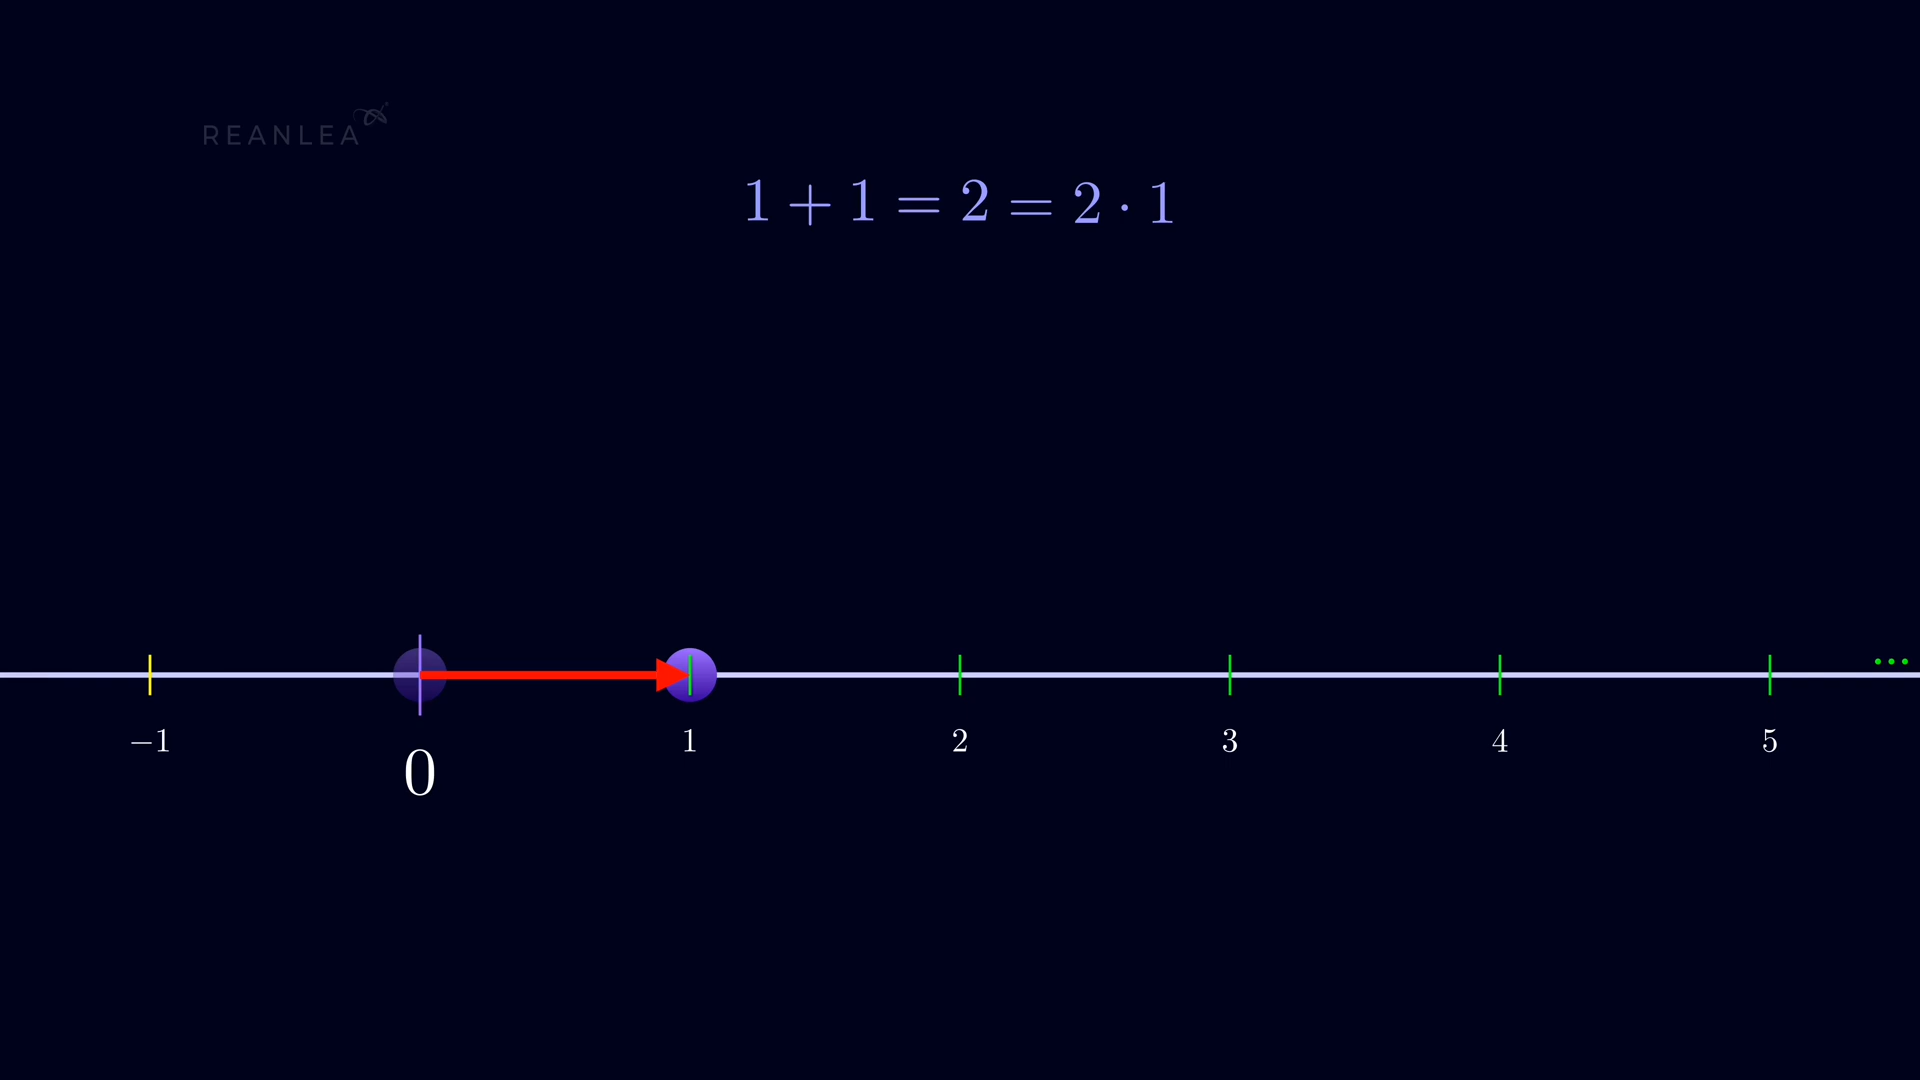 REANLEA
1 + 1 = 2 = 2 · 1
−1 0 1 2 3 4 5 ...